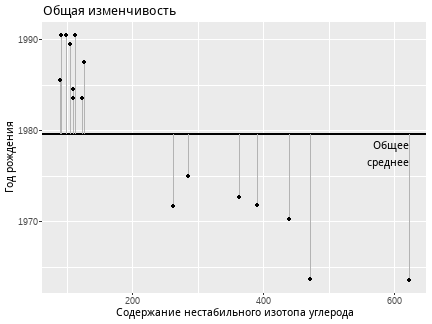 Общая изменчивость
1990
1980
1970
Год рождения
Общее
среднее
200
400
600
Содержание нестабильного изотопа углерода